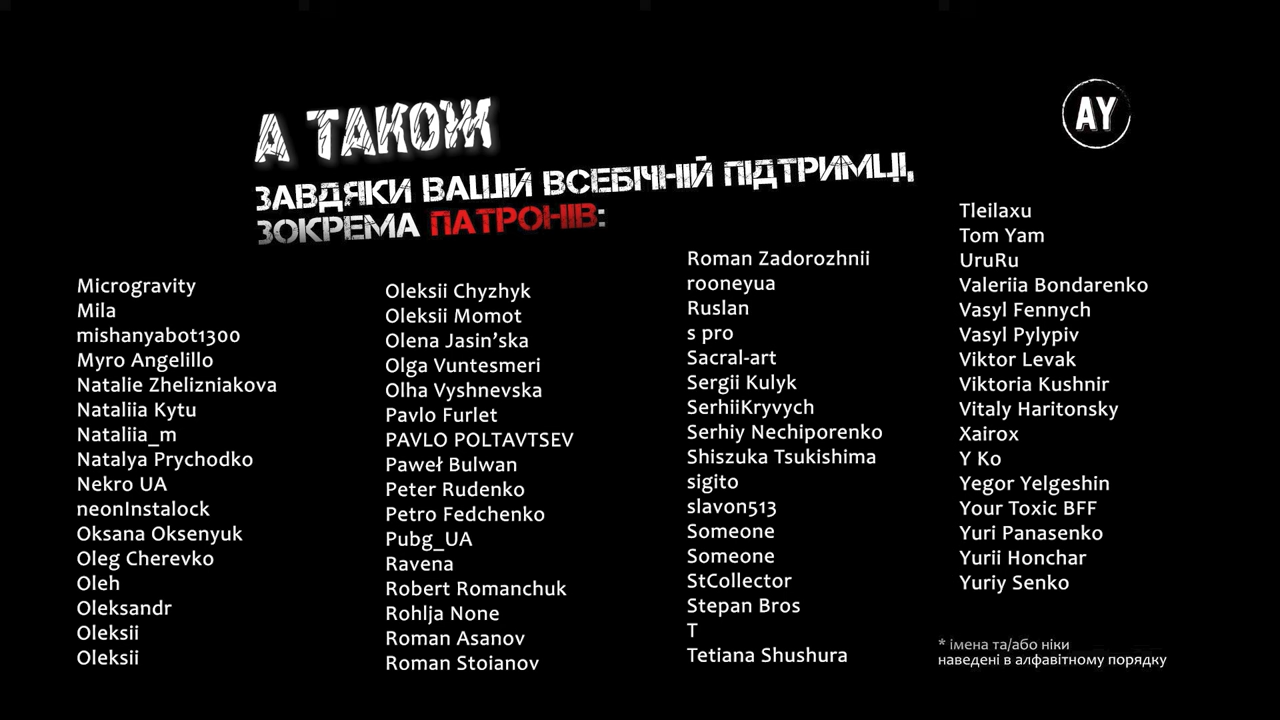 А ТАКОЖ
ЗАВДЯКИ ВАШІЙ ВСЕБІЧНІЙ ПІДТРИМЦІ,
ЗОКРЕМА ПАТРОНІВ:
AY
Microgravity
Mila
mishanyabot1300
Myro Angelillo
Natalie Zhelizniakova
Nataliia Kytu
Nataliia_m
Natalya Prychodko
Nekro UA
neonInstalock
Oksana Oksenyuk
Oleg Cherevko
Oleh
Oleksandr
Oleksii
Oleksii
Oleksii Chyzhyk
Oleksii Momot
Olena Jasin’ska
Olga Vuntesmeri
Olha Vyshnevska
Pavlo Furlet
PAVLO POLTAVTSEV
Paweł Bulwan
Peter Rudenko
Petro Fedchenko
Pubg_UA
Ravena
Robert Romanchuk
Rohlja None
Roman Asanov
Roman Stoianov
Roman Zadorozhnii
rooneyua
Ruslan
s pro
Sacral-art
Sergii Kulyk
SerhiiKryvych
Serhiy Nechiporenko
Shiszuka Tsukishima
sigito
slavon513
Someone
Someone
StCollector
Stepan Bros
T
Tetiana Shushura
Tleilaxu
Tom Yam
UruRu
Valeriia Bondarenko
Vasyl Fennych
Vasyl Pylypiv
Viktor Levak
Viktoria Kushnir
Vitaly Haritonsky
Xairox
Y Ko
Yegor Yelgeshin
Your Toxic BFF
Yuri Panasenko
Yurii Honchar
Yuriy Senko
* імена та/або ніки
наведені в алфавітному порядку